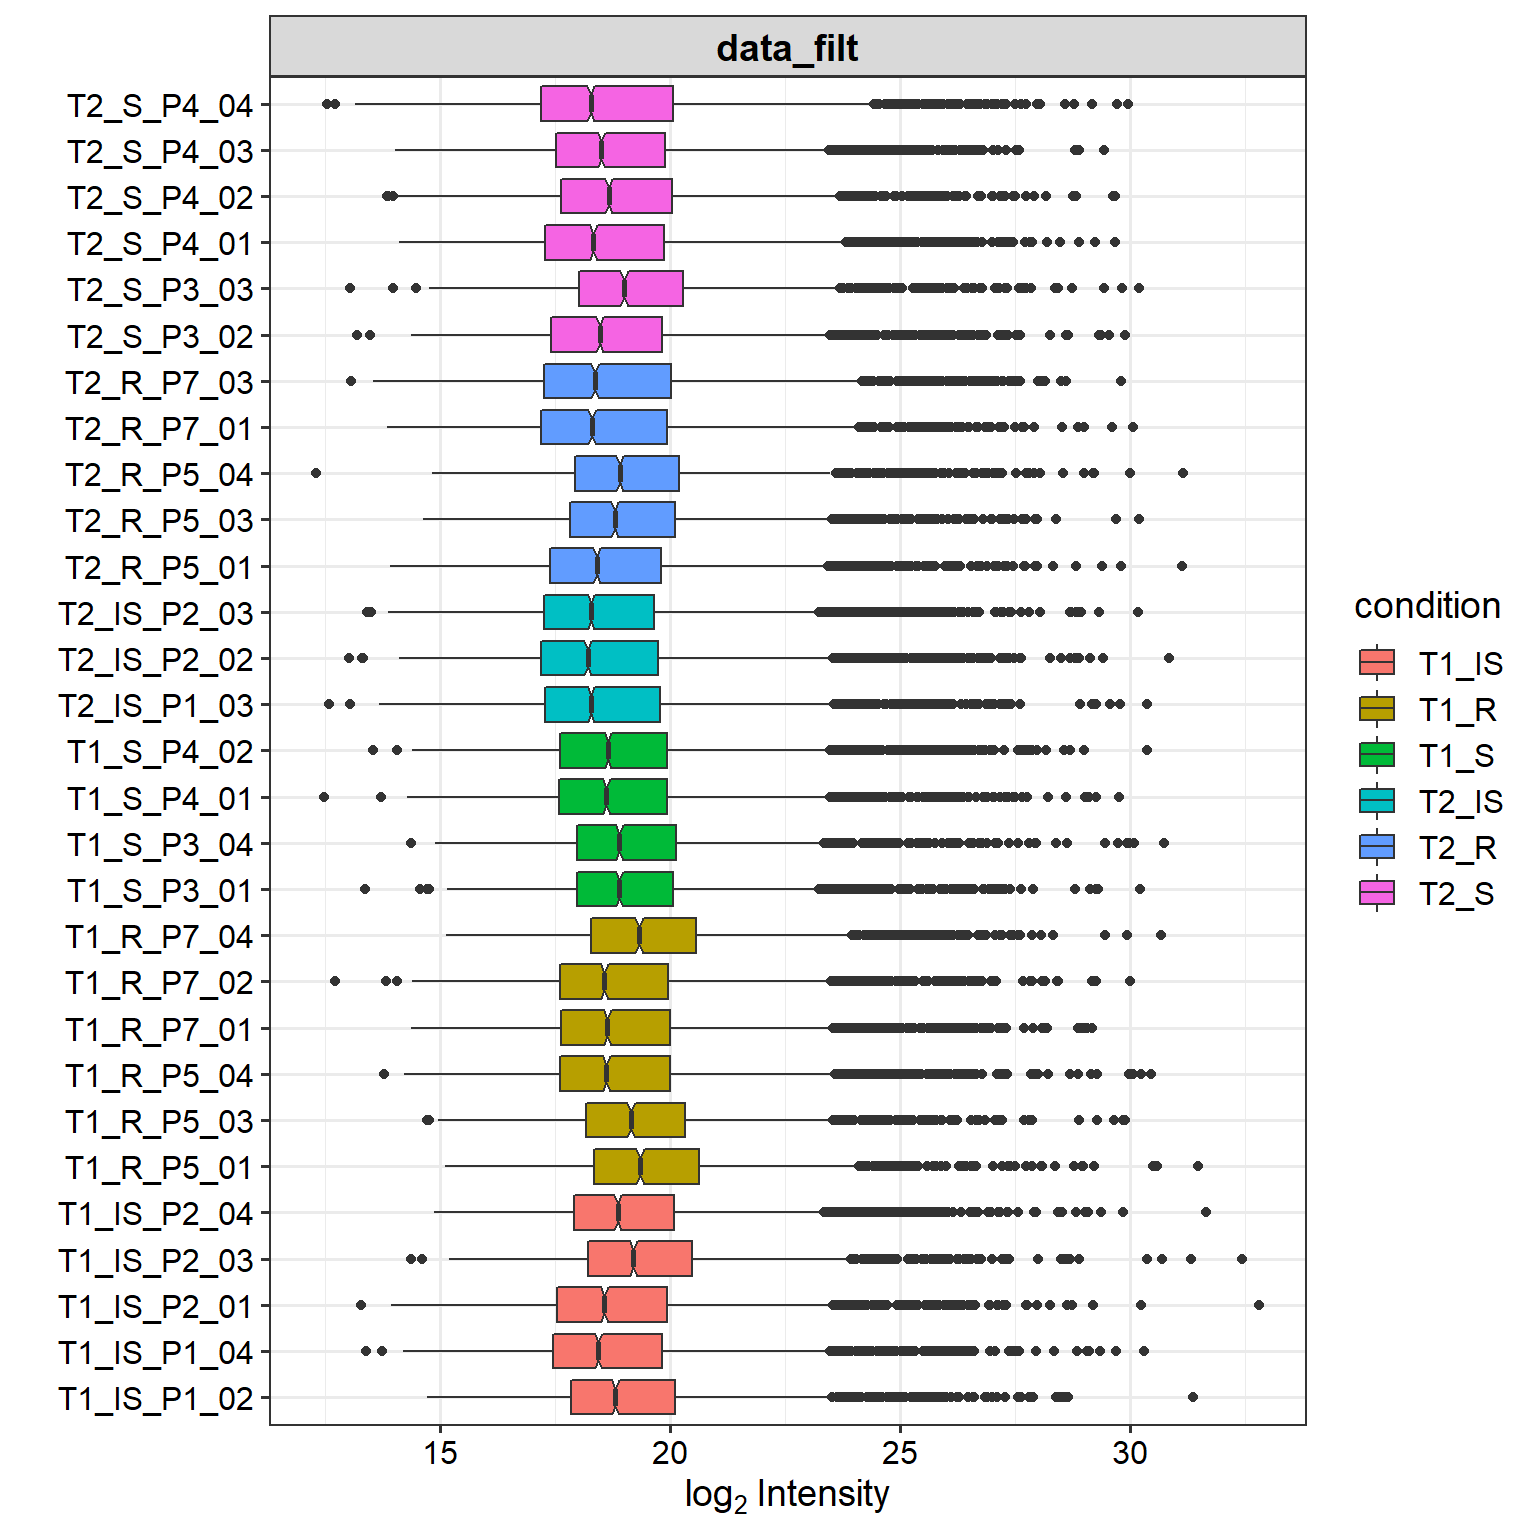 data_filt
T2_S_P4_04
T2_S_P4_03
T2_S_P4_02
T2_S_P4_01
T2_S_P3_03
T2_S_P3_02
T2_R_P7_03
T2_R_P7_01
T2_R_P5_04
T2_R_P5_03
T2_R_P5_01
T2_IS_P2_03
T2_IS_P2_02
T2_IS_P1_03
T1_S_P4_02
T1_S_P4_01
T1_S_P3_04
T1_S_P3_01
T1_R_P7_04
T1_R_P7_02
T1_R_P7_01
T1_R_P5_04
T1_R_P5_03
T1_R_P5_01
T1_IS_P2_04
T1_IS_P2_03
T1_IS_P2_01
T1_IS_P1_04
T1_IS_P1_02
15 20 25 30
log₂ Intensity
condition
T1_IS
T1_R
T1_S
T2_IS
T2_R
T2_S